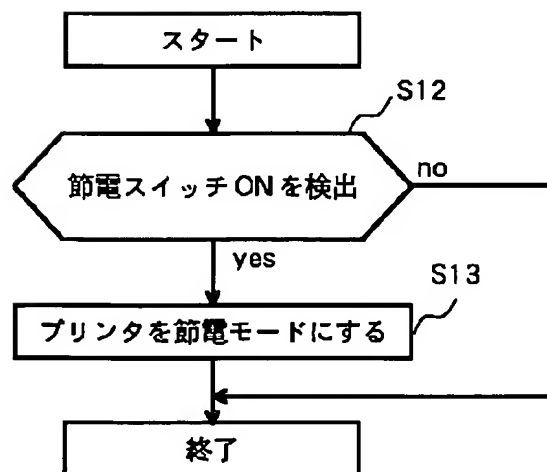 スタート
S12
節電スイッチONを検出
no
yes
S13
プリンタを節電モードにする
終了